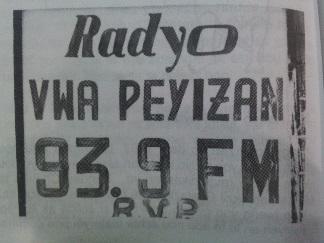 Radyo
VWA PEYIZAN
93.9 FM
R.V.P